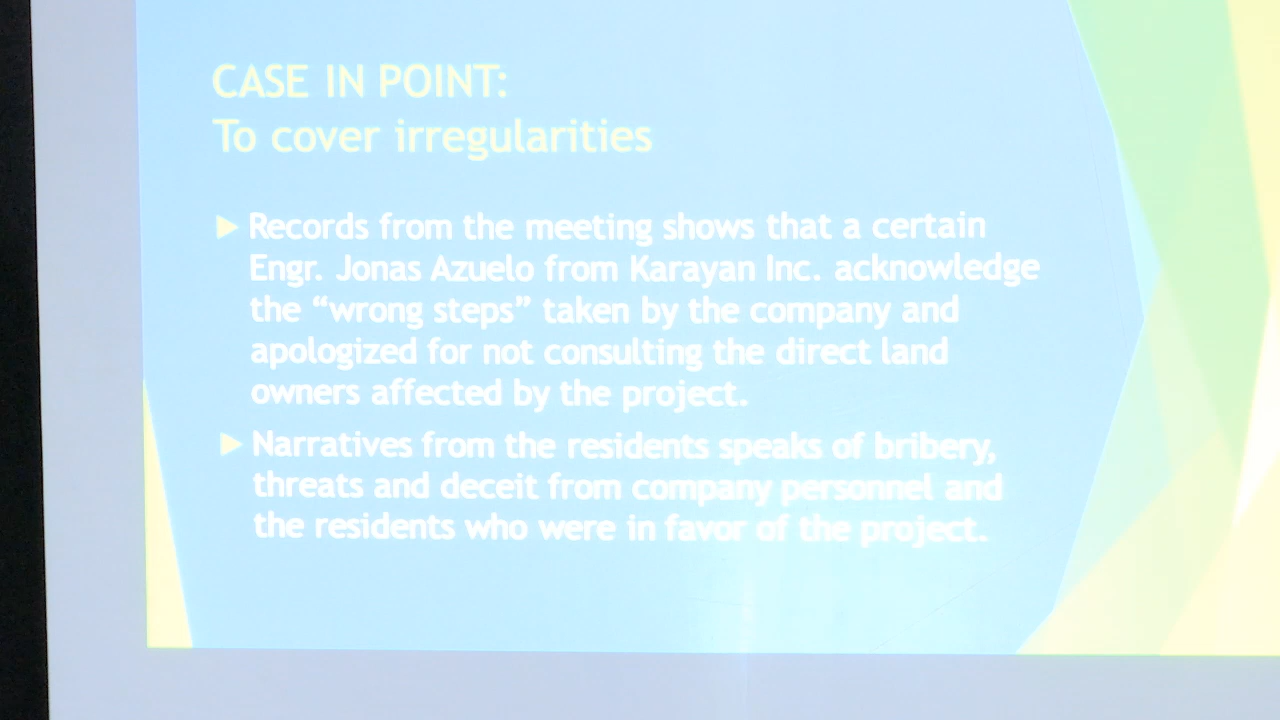 CASE IN POINT:
To cover irregularities
Records from the meeting shows that a certain
Engr. Jonas Azuelo from Karayan Inc. acknowledge
the “wrong steps” taken by the company and
apologized for not consulting the direct land
owners affected by the project.
Narratives from the residents speaks of bribery,
threats and deceit from company personnel and
the residents who were in favor of the project.